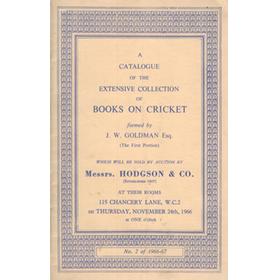 A
CATALOGUE
OF THE
EXTENSIVE COLLECTION
OF
BOOKS ON CRICKET
formed by
J. W. GOLDMAN Esq.
(The First Portion)
WHICH WILL BE SOLD BY AUCTION BY
Messrs. HODGSON & CO.
(ESTABLISHED 1807)
AT THEIR ROOMS
115 CHANCERY LANE, W.C.2
on THURSDAY, NOVEMBER 24th, 1966
at ONE o'clock
No. 2 of 1966-67